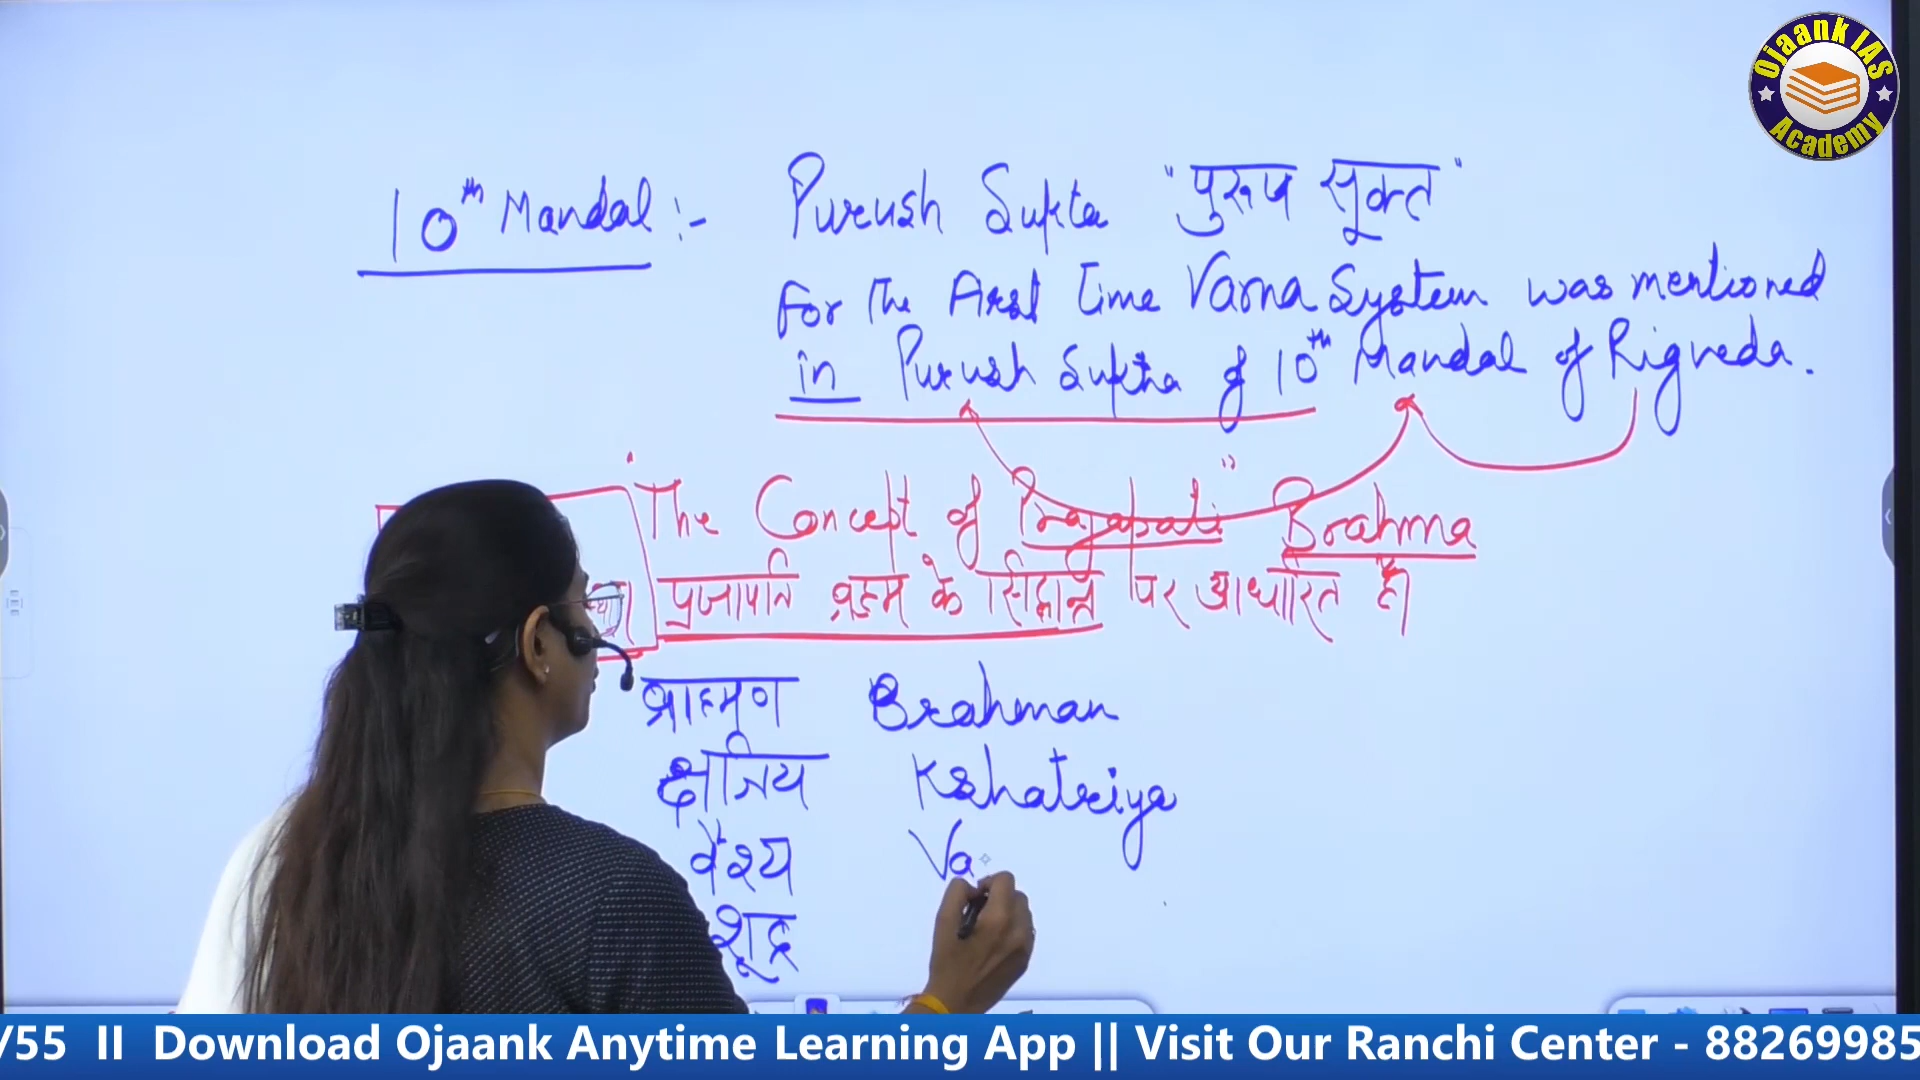 Ojaank IAS
Academy
10th Mandal :- Purush Sukta "पुरूष सूक्त"
For The First Time Varna System was mentioned
in Purush Suktha of 10th Mandal of Rigveda.
"The Concept of Prajapati" Brahma
प्रजापति ब्रह्म के सिद्धान्त पर आधारित है।
ब्राह्मण Brahman
क्षत्रिय Kshatriya
वैश्य Va
शूद्र
/55 II Download Ojaank Anytime Learning App || Visit Our Ranchi Center - 88269985